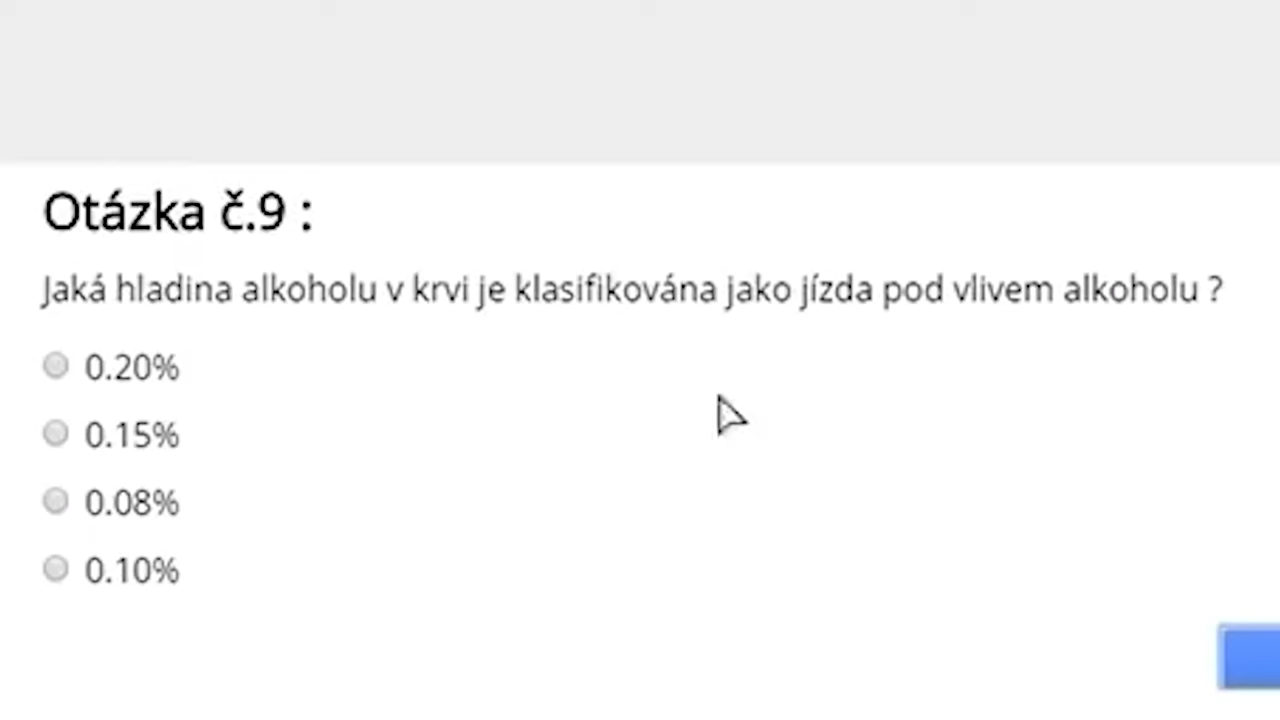 Otázka č.9 :
Jaká hladina alkoholu v krvi je klasifikována jako jízda pod vlivem alkoholu ?
0.20%
0.15%
0.08%
0.10%